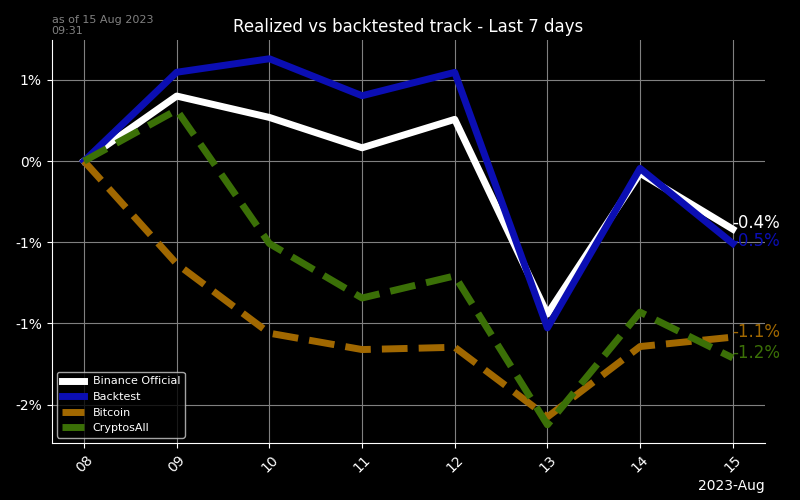 as of 15 Aug 2023
09:31
Realized vs backtested track - Last 7 days
1%
0%
-1%
-1%
-2%
-0.4%
-0.5%
-1.1%
-1.2%
Binance Official
Backtest
Bitcoin
CryptosAll
08
09
10
11
12
13
14
15
2023-Aug